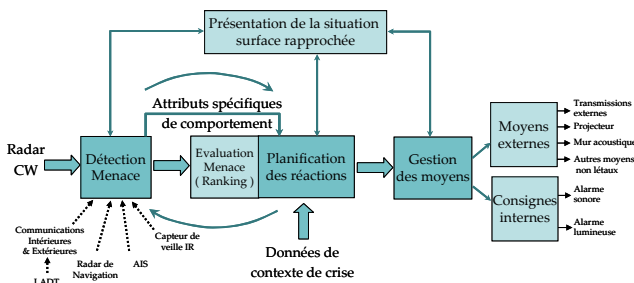 Présentation de la situation
surface rapprochée
Attributs spécifiques
de comportement
Radar
CW
Détection
Menace
Evaluation
Menace
( Ranking )
Planification
des réactions
Gestion
des moyens
Moyens
externes
Consignes
internes
Transmissions
externes
Projecteur
Mur acoustique
Autres moyens
non létaux
Alarme
sonore
Alarme
lumineuse
Communications
Intérieures
& Extérieures
Radar de
Navigation
AIS
Capteur de
veille IR
Données de
contexte de crise
LADT